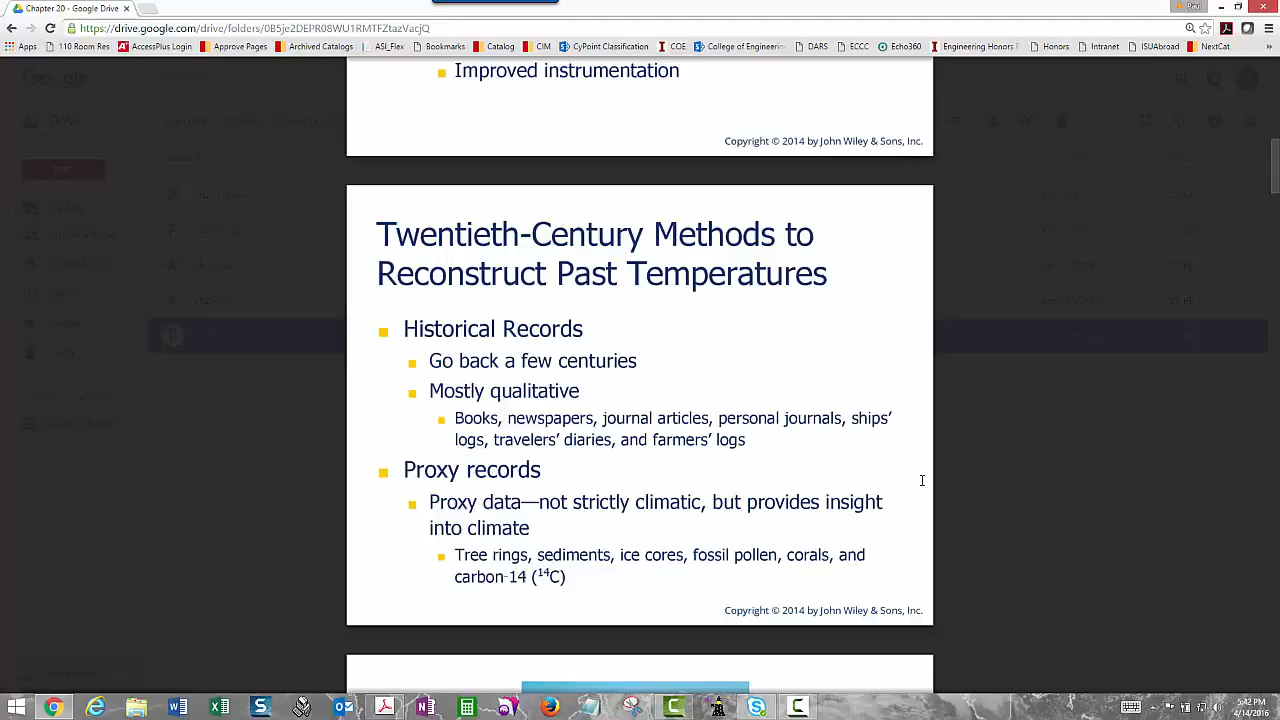 Chapter 20 - Google Drive
Paul
https://drive.google.com/drive/folders/0B5je2DEPR08WU1RMTFZtazVacjQ
Apps
110 Room Res
AccessPlus Login
Approve Pages
Archived Catalogs
ASI_Flex
Bookmarks
Catalog
CIM
CyPoint Classification
COE
College of Engineerin
DARS
ECCC
Echo360
Engineering Honors F
Honors
Intranet
ISUAbroad
NextCat
Improved instrumentation
Copyright © 2014 by John Wiley & Sons, Inc.
Twentieth-Century Methods to
Reconstruct Past Temperatures
Historical Records
Go back a few centuries
Mostly qualitative
Books, newspapers, journal articles, personal journals, ships’
logs, travelers’ diaries, and farmers’ logs
Proxy records
Proxy data—not strictly climatic, but provides insight
into climate
Tree rings, sediments, ice cores, fossil pollen, corals, and
carbon-14 (¹⁴C)
Copyright © 2014 by John Wiley & Sons, Inc.
5:42 PM
4/14/2016